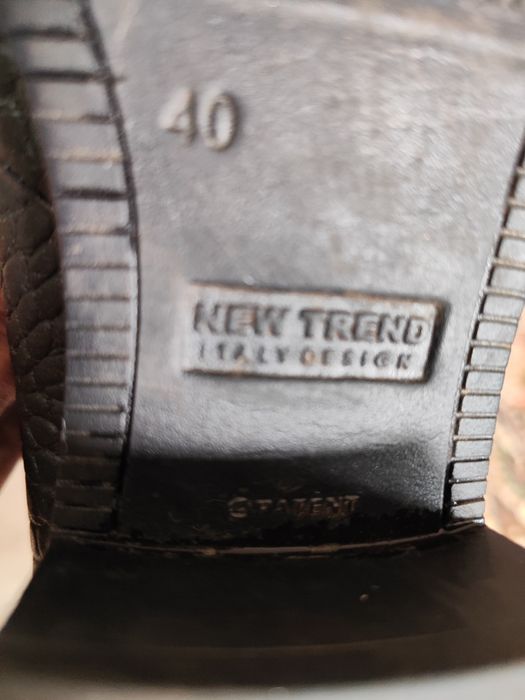 40
NEW TREND
ITALY DESIGN
© PATENT